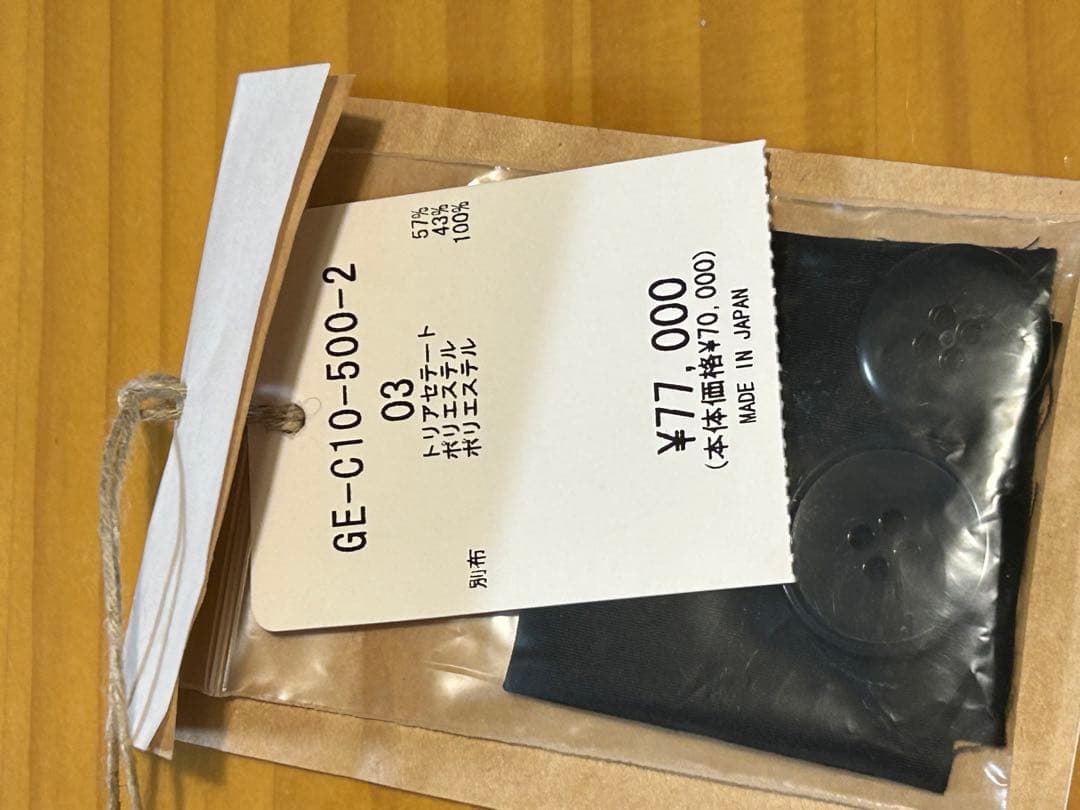 GE-C10-500-2
03
トリアセテート 57%
ポリエステル 43%
別布 ポリエステル 100%
¥77,000
(本体価格¥70,000)
MADE IN JAPAN